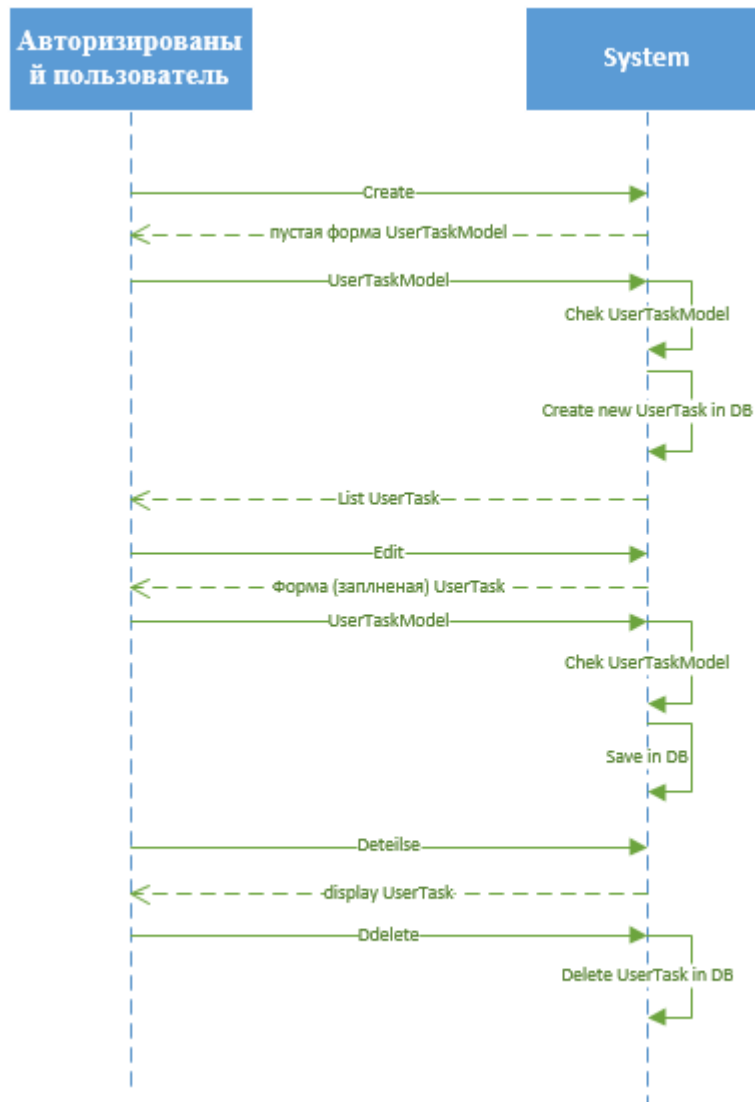 Авторизированы
й пользователь
System
Create
пустая форма UserTaskModel
UserTaskModel
Chek UserTaskModel
Create new UserTask in DB
List UserTask
Edit
Форма (заплненая) UserTask
UserTaskModel
Chek UserTaskModel
Save in DB
Deteilse
display UserTask
Ddelete
Delete UserTask in DB